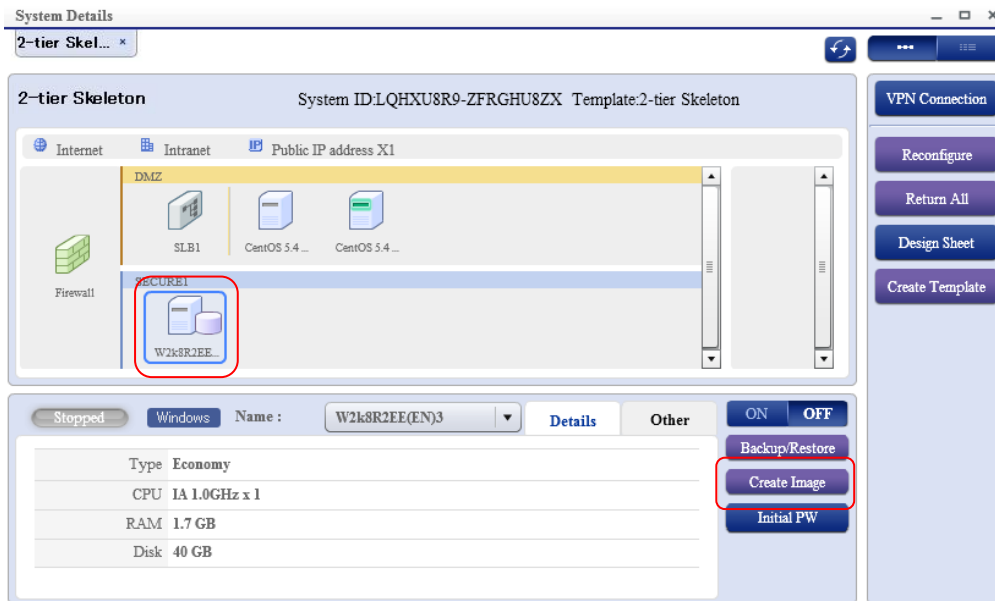 System Details
2-tier Skel... ×
2-tier Skeleton
System ID:LQHXU8R9-ZFRGHU8ZX Template:2-tier Skeleton
Internet Intranet IP Public IP address X1
DMZ
SLB1 CentOS 5.4 ... CentOS 5.4 ...
Firewall
SECURE1
W2k8R2EE...
VPN Connection
Reconfigure
Return All
Design Sheet
Create Template
Stopped Windows Name : W2k8R2EE(EN)3 Details Other ON OFF
Type Economy
CPU IA 1.0GHz x 1
RAM 1.7 GB
Disk 40 GB
Backup/Restore
Create Image
Initial PW